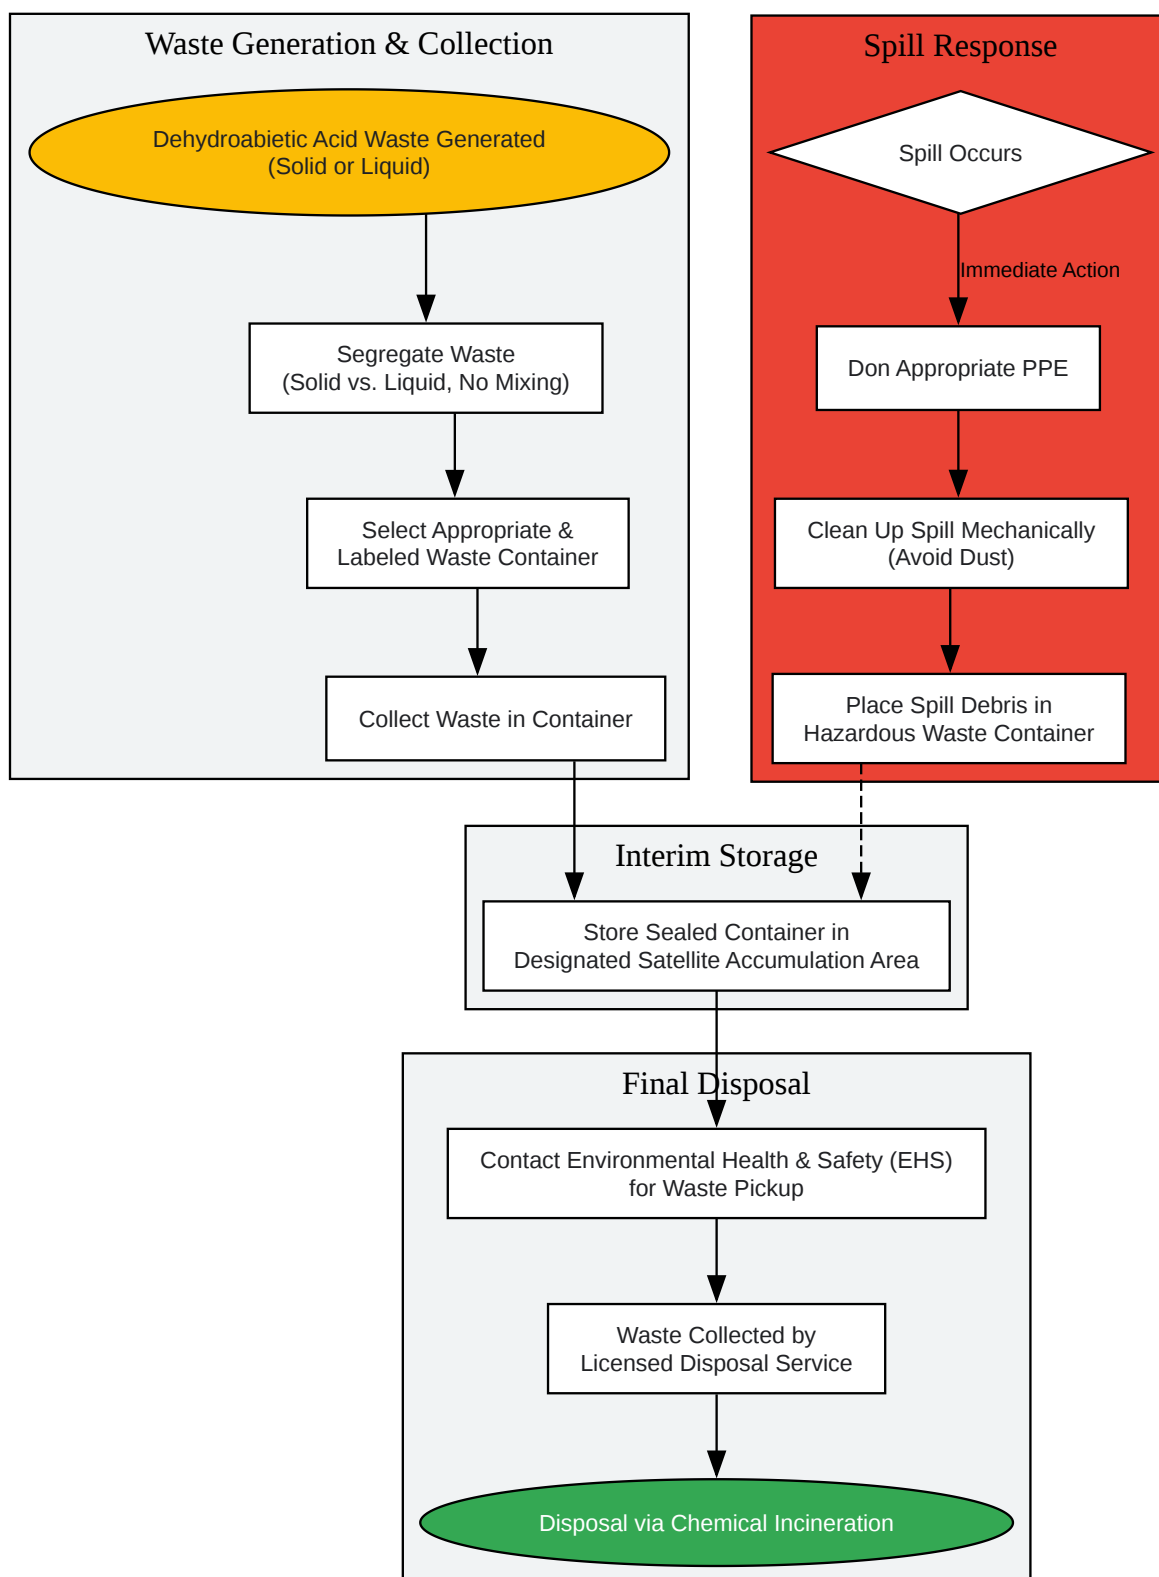 Waste Generation & Collection
Dehydroabietic Acid Waste Generated
(Solid or Liquid)
Segregate Waste
(Solid vs. Liquid, No Mixing)
Select Appropriate &
Labeled Waste Container
Collect Waste in Container
Spill Response
Spill Occurs
Immediate Action
Don Appropriate PPE
Clean Up Spill Mechanically
(Avoid Dust)
Place Spill Debris in
Hazardous Waste Container
Interim Storage
Store Sealed Container in
Designated Satellite Accumulation Area
Final Disposal
Contact Environmental Health & Safety (EHS)
for Waste Pickup
Waste Collected by
Licensed Disposal Service
Disposal via Chemical Incineration